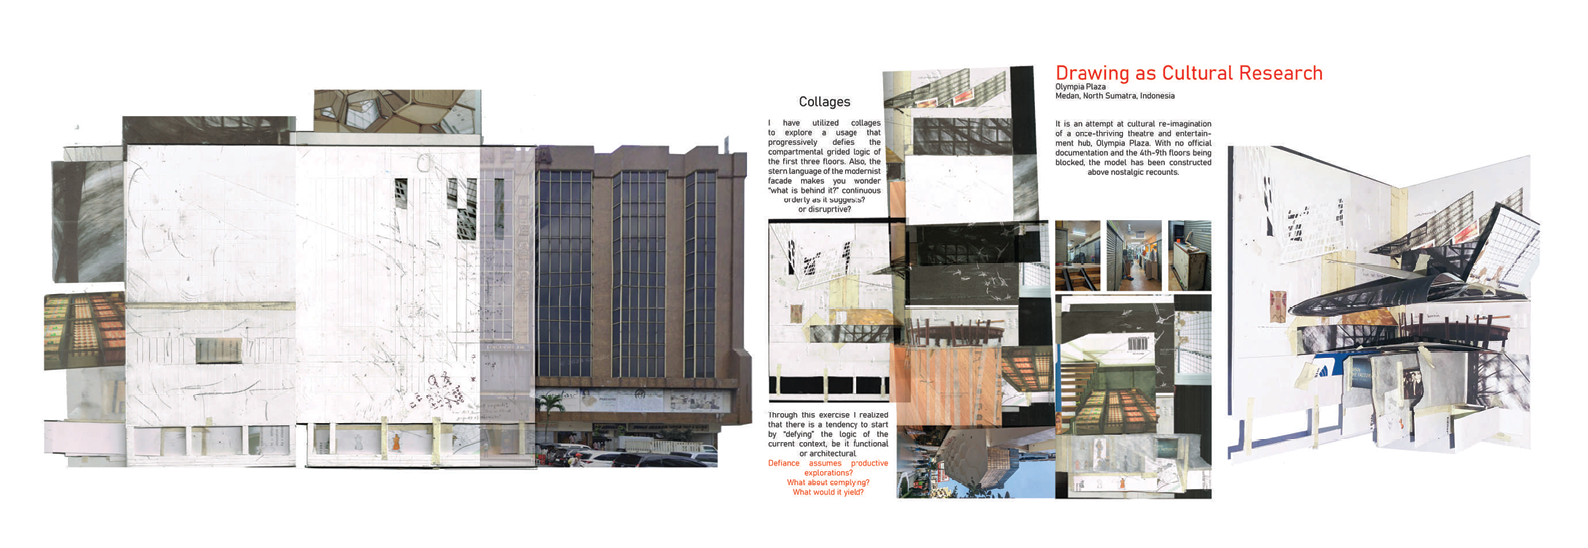 Collages
I have utilized collages
to explore a usage that
progressively defies the
compartmental grided logic of
the first three floors. Also, the
stern language of the modernist
facade makes you wonder
"what is behind it?" continuous
orderly as it suggests?
or disruprtive?
Through this exercise I realized
that there is a tendency to start
by "defying" the logic of the
current context, be it functional
or architectural
Defiance assumes productive
explorations?
What about complying?
What would it yield?
Drawing as Cultural Research
Olympia Plaza
Medan, North Sumatra, Indonesia
It is an attempt at cultural re-imagination
of a once-thriving theatre and entertain-
ment hub, Olympia Plaza. With no official
documentation and the 4th-9th floors being
blocked, the model has been constructed
above nostalgic recounts.